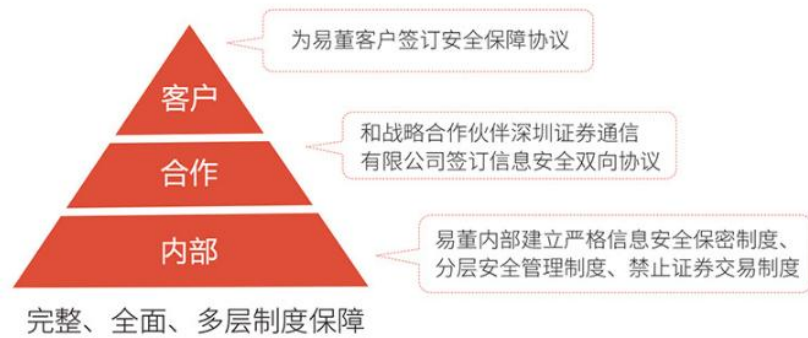 为易董客户签订安全保障协议
客户
和战略合作伙伴深圳证券通信
有限公司签订信息安全双向协议
合作
易董内部建立严格信息安全保密制度、
分层安全管理制度、禁止证券交易制度
内部
完整、全面、多层制度保障